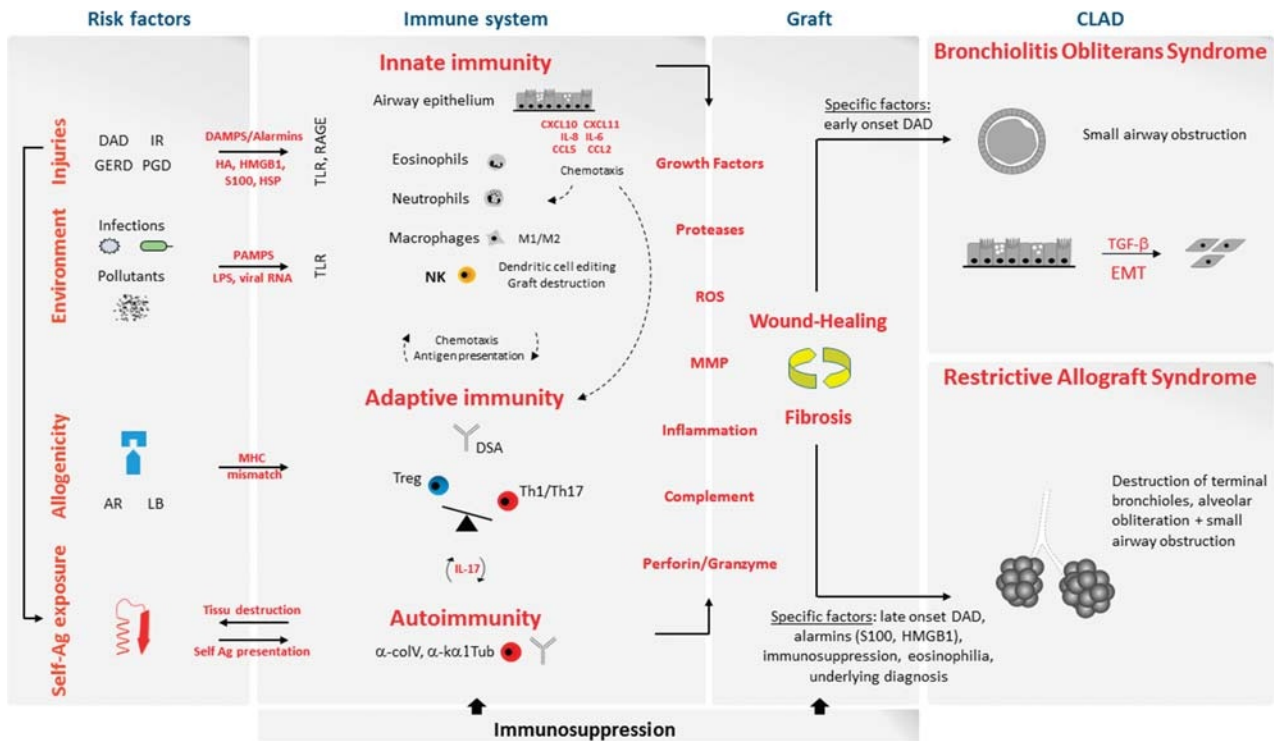 Risk factors
Immune system
Graft
CLAD
Injuries
DAD IR
GERD PGD
DAMPS/Alarmins
HA, HMGB1,
S100, HSP
TLR, RAGE
Environment
Infections
Pollutants
PAMPS
LPS, viral RNA
TLR
Allogenicity
AR LB
MHC
mismatch
Self-Ag exposure
Tissu destruction
Self Ag presentation
Innate immunity
Airway epithelium
CXCL10 CXCL11
IL-8 IL-6
CCL5 CCL2
Chemotaxis
Eosinophils
Neutrophils
Macrophages
M1/M2
NK
Dendritic cell editing
Graft destruction
Chemotaxis
Antigen presentation
Adaptive immunity
DSA
Treg
Th1/Th17
IL-17
Autoimmunity
α-colV, α-kα1Tub
Immunosuppression
Growth Factors
Proteases
ROS
MMP
Inflammation
Complement
Perforin/Granzyme
Wound-Healing
Fibrosis
Specific factors:
early onset DAD
Specific factors: late onset DAD,
alarmins (S100, HMGB1),
immunosuppression, eosinophilia,
underlying diagnosis
Bronchiolitis Obliterans Syndrome
Small airway obstruction
TGF-β
EMT
Restrictive Allograft Syndrome
Destruction of terminal
bronchioles, alveolar
obliteration + small
airway obstruction